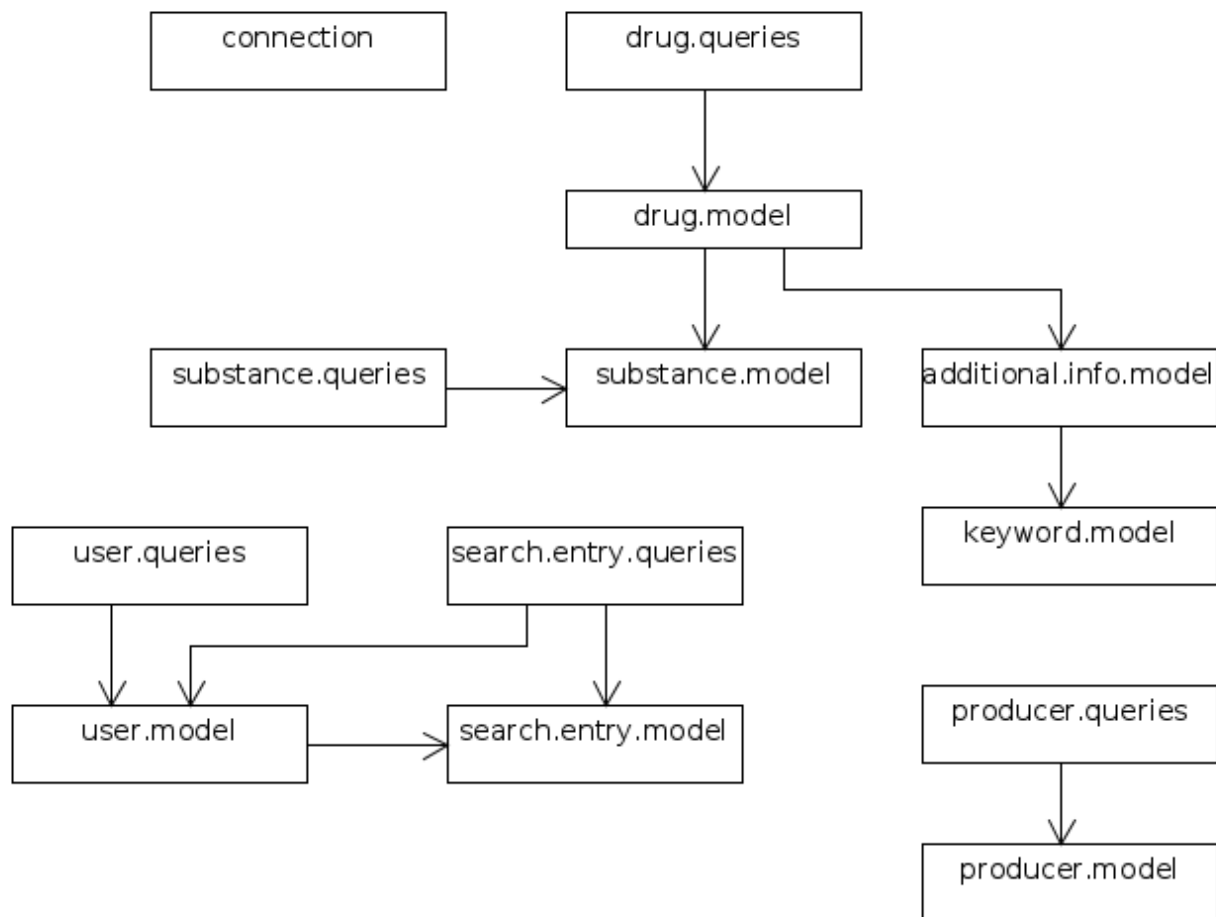 connection
drug.queries
drug.model
substance.queries
substance.model
additional.info.model
keyword.model
user.queries
search.entry.queries
user.model
search.entry.model
producer.queries
producer.model